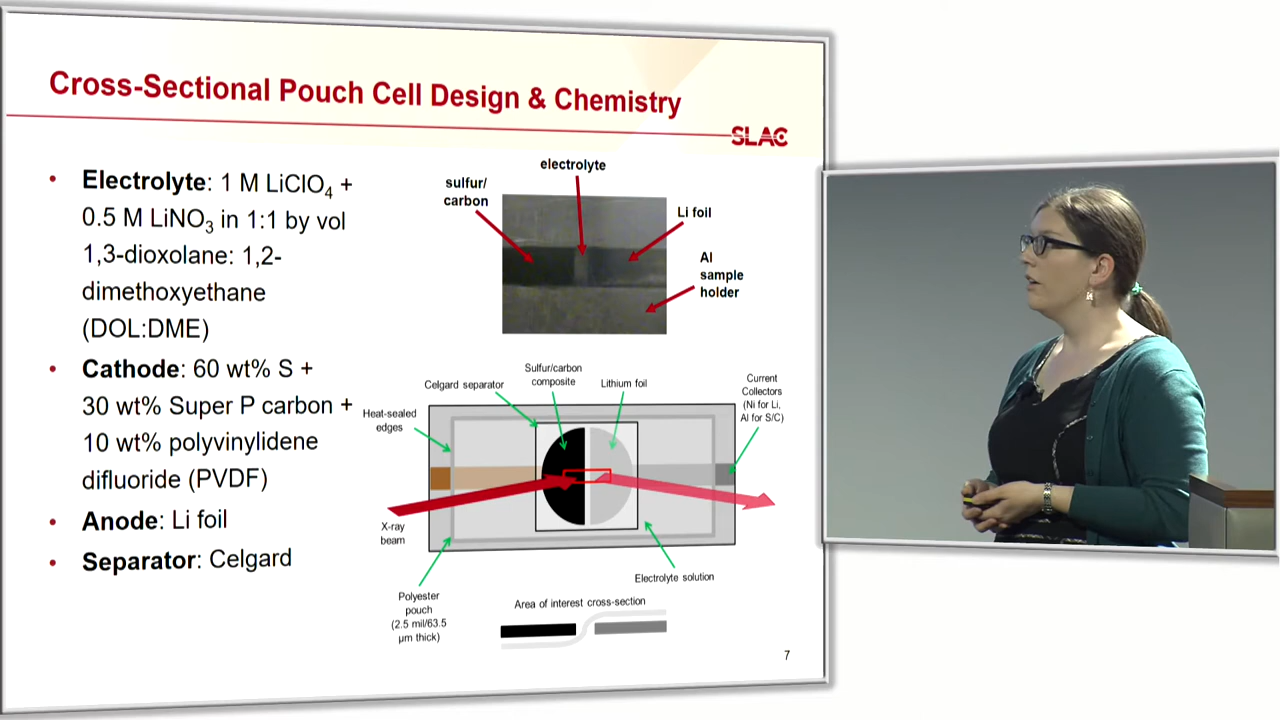 Cross-Sectional Pouch Cell Design & Chemistry
SLAC
• Electrolyte: 1 M LiClO4 +
0.5 M LiNO3 in 1:1 by vol
1,3-dioxolane: 1,2-
dimethoxyethane
(DOL:DME)
• Cathode: 60 wt% S +
30 wt% Super P carbon +
10 wt% polyvinylidene
difluoride (PVDF)
• Anode: Li foil
• Separator: Celgard
electrolyte
sulfur/
carbon
Li foil
Al
sample
holder
Sulfur/carbon
composite
Celgard separator
Lithium foil
Current
Collectors
(Ni for Li,
Al for S/C)
Heat-sealed
edges
X-ray
beam
Electrolyte solution
Polyester
pouch
(2.5 mil/63.5
µm thick)
Area of interest cross-section
7